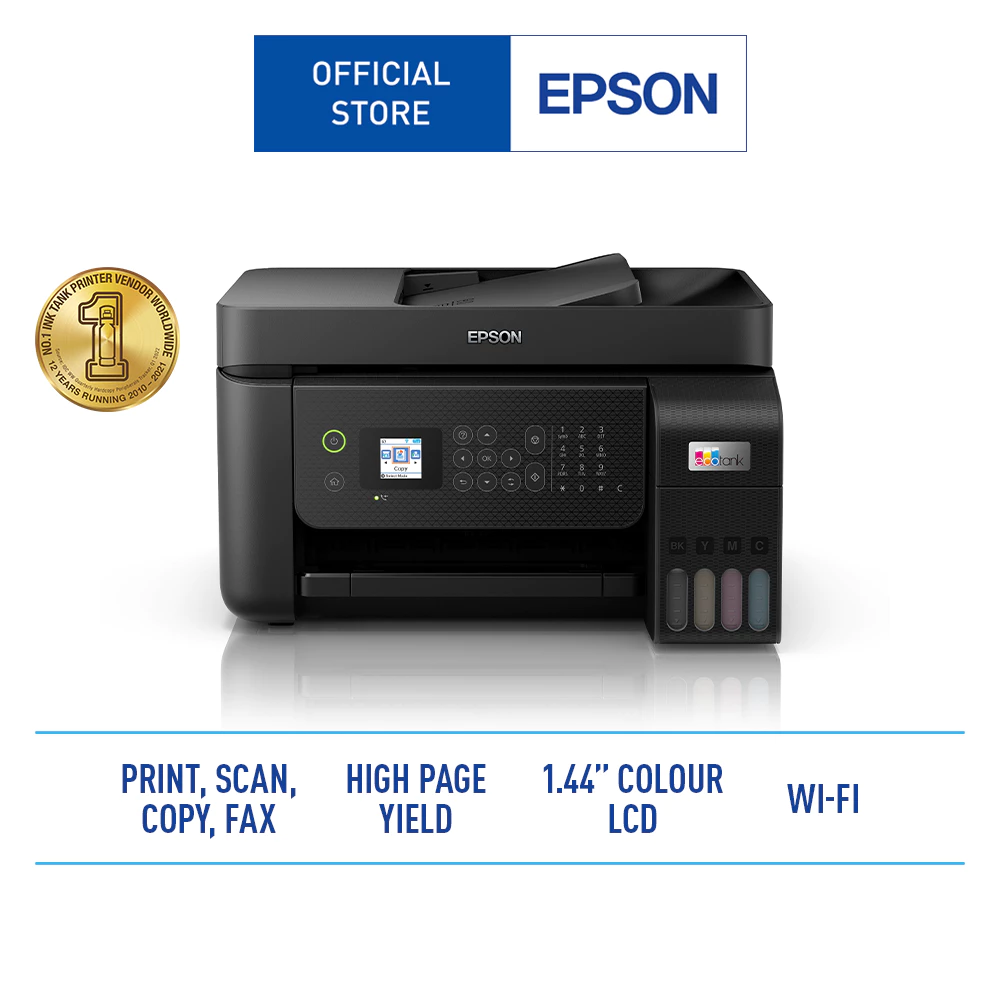 OFFICIAL
STORE
EPSON
NO.1 INK TANK PRINTER VENDOR WORLDWIDE
1
12 YEARS RUNNING 2010 – 2021
EPSON
Copy
OK
1 2 3
4 5 6
7 8 9
* 0 # C
ecotank
BK Y M C
PRINT, SCAN,
COPY, FAX
HIGH PAGE
YIELD
1.44’’ COLOUR
LCD
WI-FI